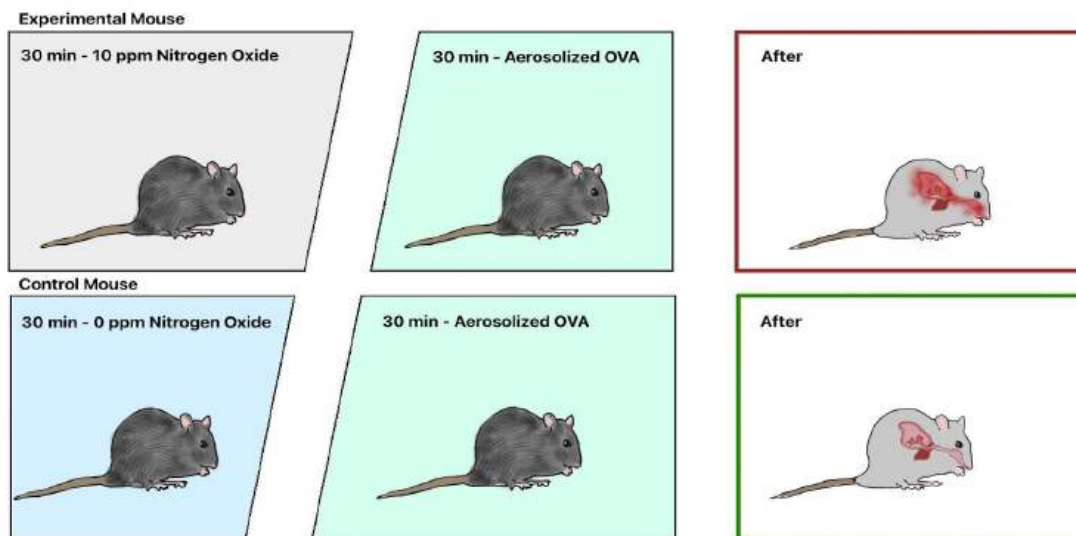 Experimental Mouse
30 min - 10 ppm Nitrogen Oxide
30 min - Aerosolized OVA
After
Control Mouse
30 min - 0 ppm Nitrogen Oxide
30 min - Aerosolized OVA
After